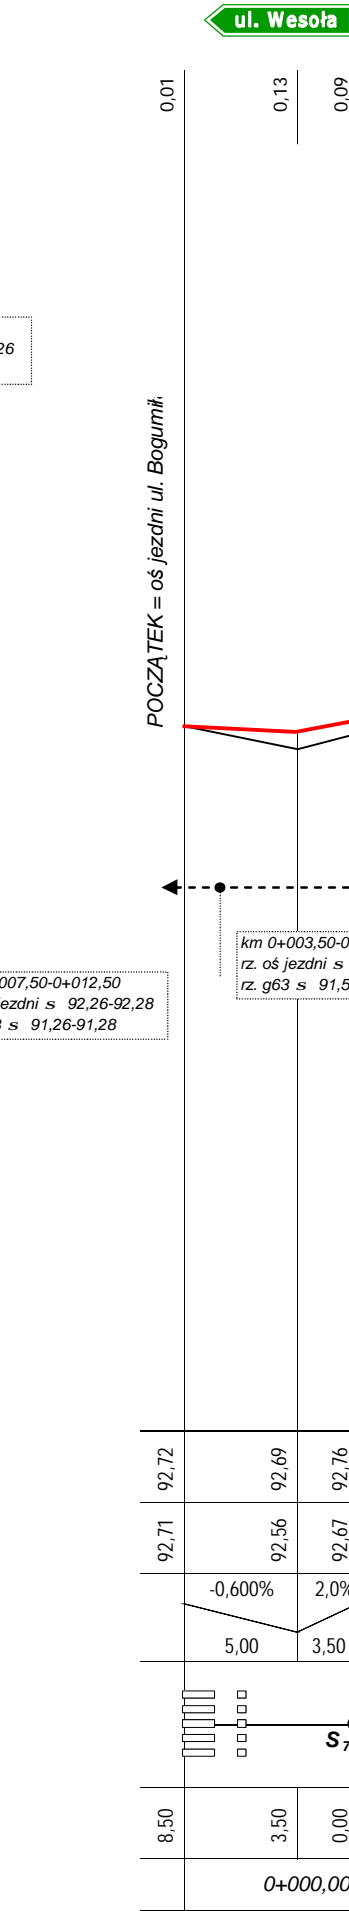 ul. Wesoła
0,01
0,13
0,09
26
POCZĄTEK = oś jezdni ul. Bogumił
km 0+003,50-0
rz. oś jezdni s
rz. g63 s 91,5
007,50-0+012,50
jezdni s 92,26-92,28
s 91,26-91,28
92,72
92,69
92,76
92,71
92,56
92,67
-0,600%
2,0%
5,00
3,50
S7
8,50
3,50
0,00
0+000,00